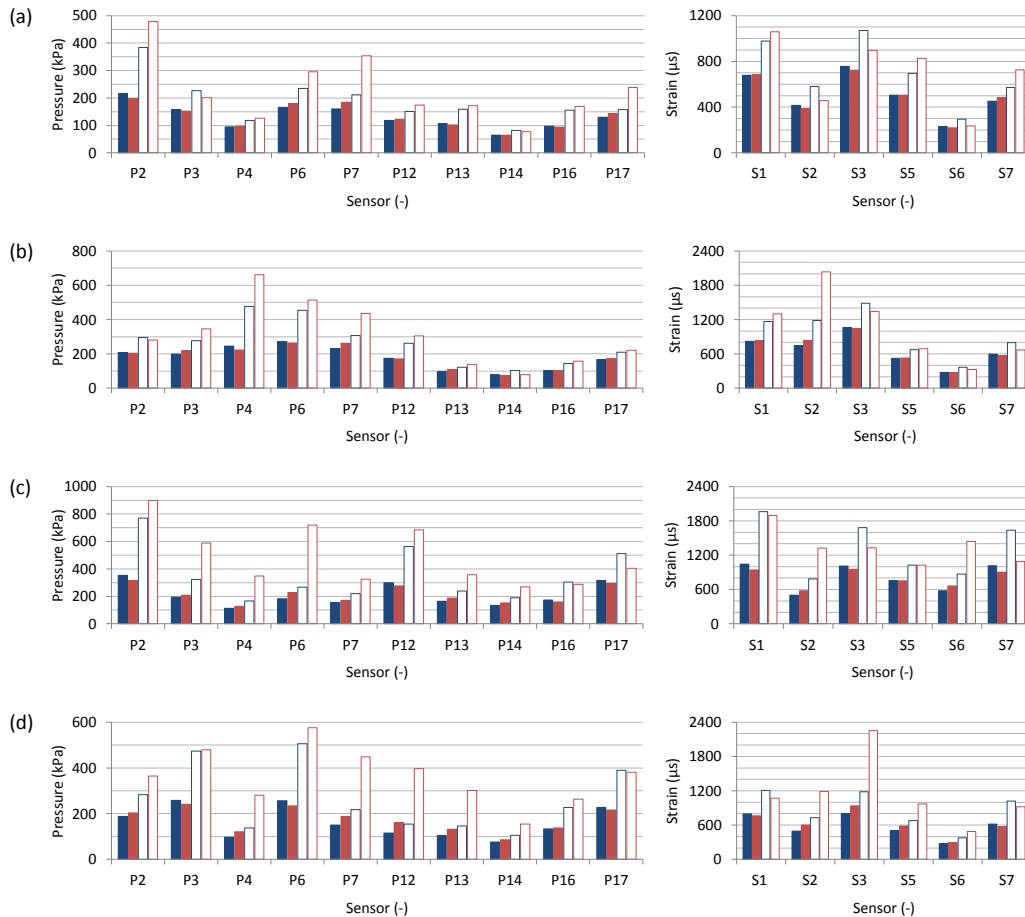 (a)
Pressure (kPa)
500
400
300
200
100
0
P2 P3 P4 P6 P7 P12 P13 P14 P16 P17
Sensor (-)
Strain (µs)
1200
800
400
0
S1 S2 S3 S5 S6 S7
Sensor (-)
(b)
Pressure (kPa)
800
600
400
200
0
P2 P3 P4 P6 P7 P12 P13 P14 P16 P17
Sensor (-)
Strain (µs)
2400
1800
1200
600
0
S1 S2 S3 S5 S6 S7
Sensor (-)
(c)
Pressure (kPa)
1000
800
600
400
200
0
P2 P3 P4 P6 P7 P12 P13 P14 P16 P17
Sensor (-)
Strain (µs)
2400
1800
1200
600
0
S1 S2 S3 S5 S6 S7
Sensor (-)
(d)
Pressure (kPa)
600
400
200
0
P2 P3 P4 P6 P7 P12 P13 P14 P16 P17
Sensor (-)
Strain (µs)
2400
1800
1200
600
0
S1 S2 S3 S5 S6 S7
Sensor (-)